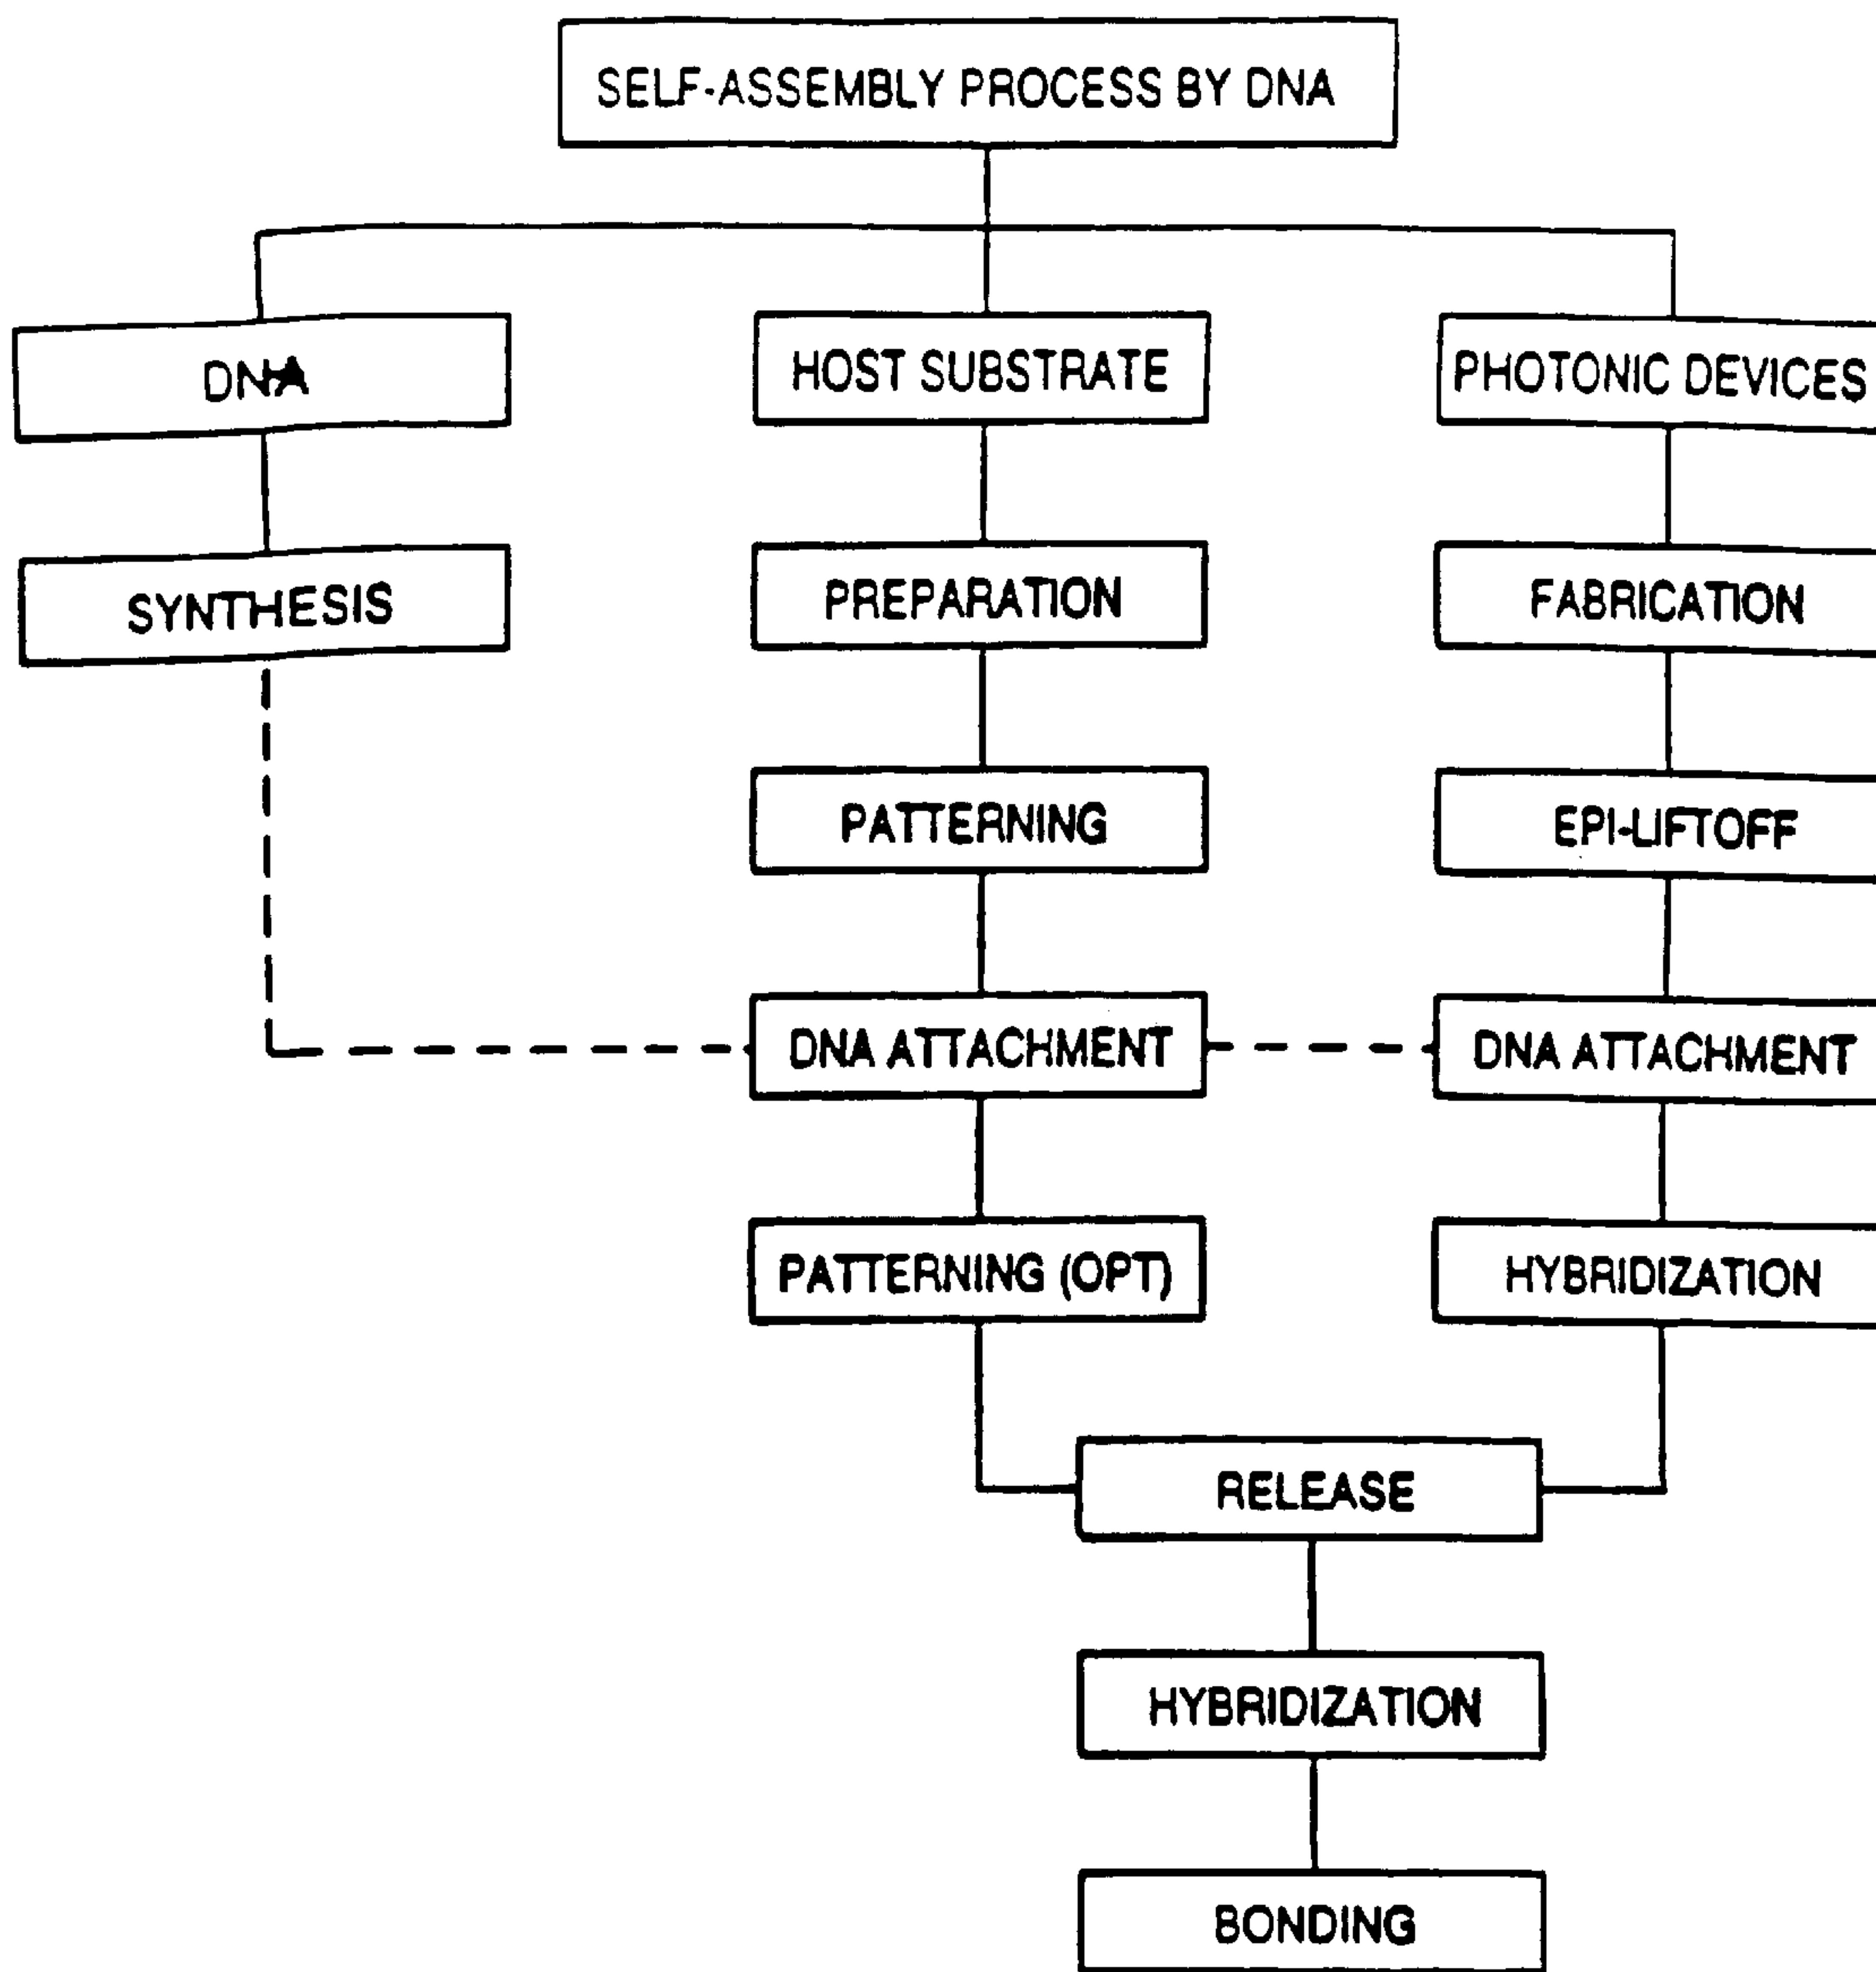 SELF-ASSEMBLY PROCESS BY DNA
DNA
HOST SUBSTRATE
PHOTONIC DEVICES
SYNTHESIS
PREPARATION
FABRICATION
PATTERNING
EPI-LIFTOFF
DNA ATTACHMENT
DNA ATTACHMENT
PATTERNING (OPT)
HYBRIDIZATION
RELEASE
HYBRIDIZATION
BONDING